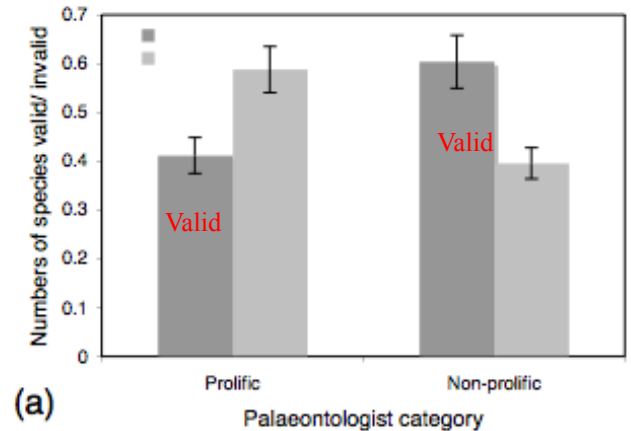 0.7
0.6
0.5
0.4
0.3
0.2
0.1
0
Numbers of species valid/ invalid
Valid
Valid
Prolific
Non-prolific
(a)
Palaeontologist category